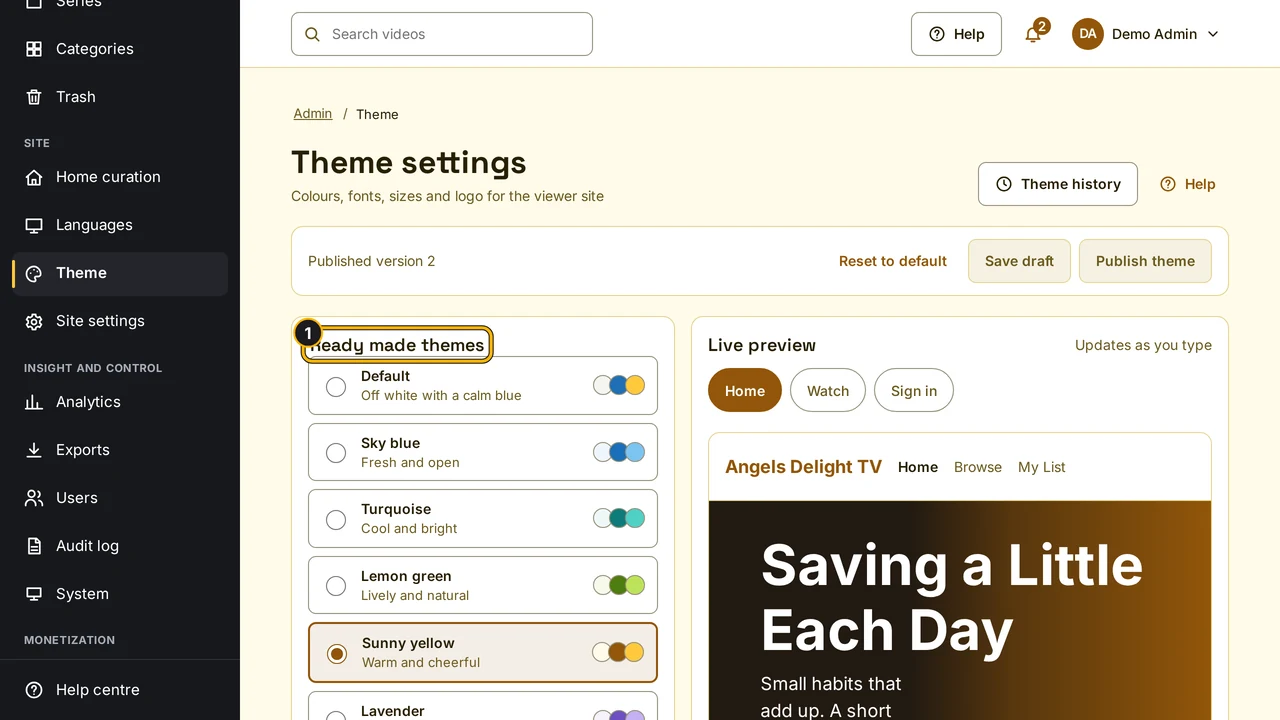 Series
Categories
Trash
SITE
Home curation
Languages
Theme
Site settings
INSIGHT AND CONTROL
Analytics
Exports
Users
Audit log
System
MONETIZATION
Help centre
Search videos
Help
2
DA
Demo Admin
Admin / Theme
Theme settings
Colours, fonts, sizes and logo for the viewer site
Theme history
Help
Published version 2
Reset to default
Save draft
Publish theme
1
Ready made themes
Default
Off white with a calm blue
Sky blue
Fresh and open
Turquoise
Cool and bright
Lemon green
Lively and natural
Sunny yellow
Warm and cheerful
Lavender
Live preview
Updates as you type
Home
Watch
Sign in
Angels Delight TV
Home
Browse
My List
Saving a Little
Each Day
Small habits that
add up. A short